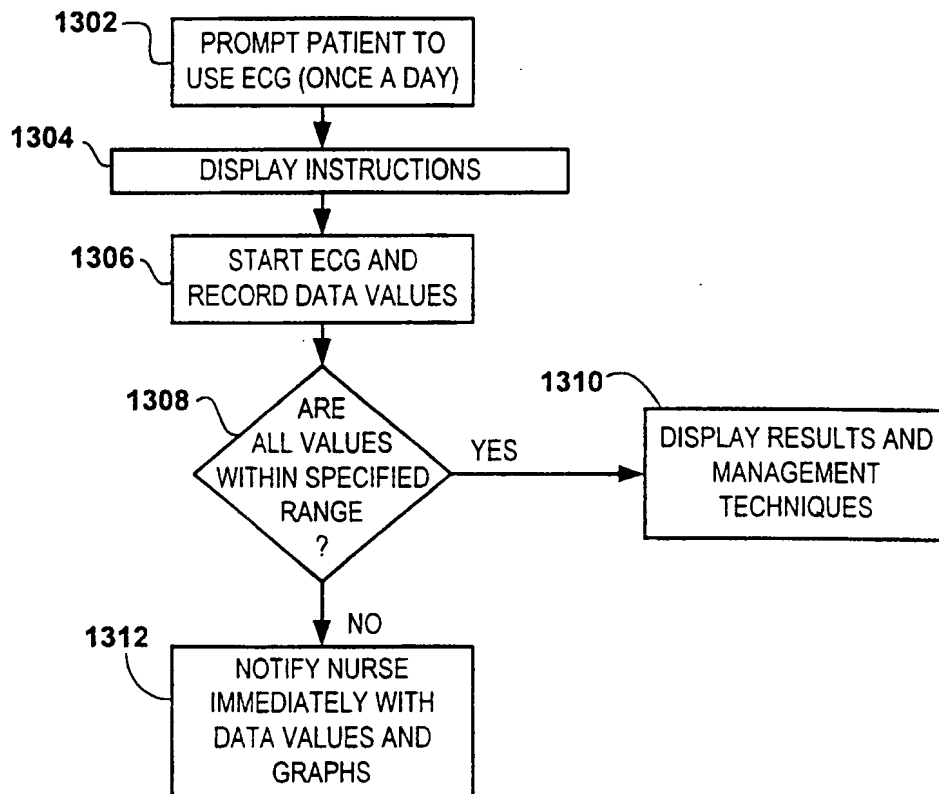 1302
PROMPT PATIENT TO
USE ECG (ONCE A DAY)
1304
DISPLAY INSTRUCTIONS
1306
START ECG AND
RECORD DATA VALUES
1308
ARE
ALL VALUES
WITHIN SPECIFIED
RANGE
?
YES
1310
DISPLAY RESULTS AND
MANAGEMENT
TECHNIQUES
NO
1312
NOTIFY NURSE
IMMEDIATELY WITH
DATA VALUES AND
GRAPHS